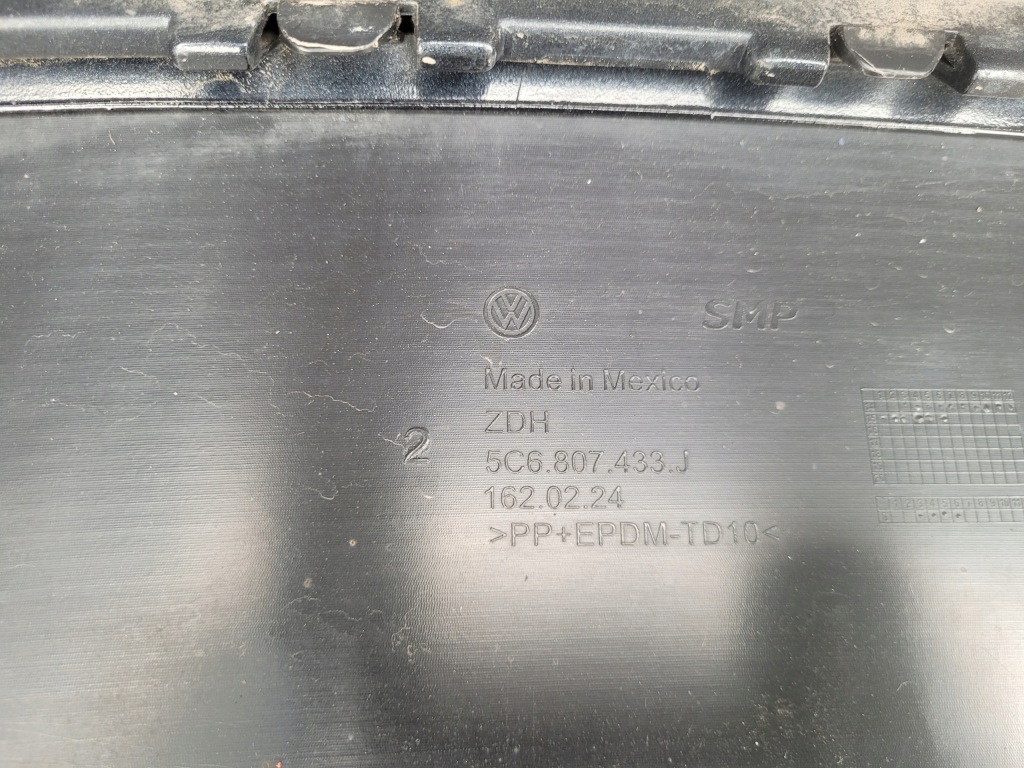 SMP
Made in Mexico
ZDH
2
5C6.807.433.J
162.02.24
>PP+EPDM-TD10<